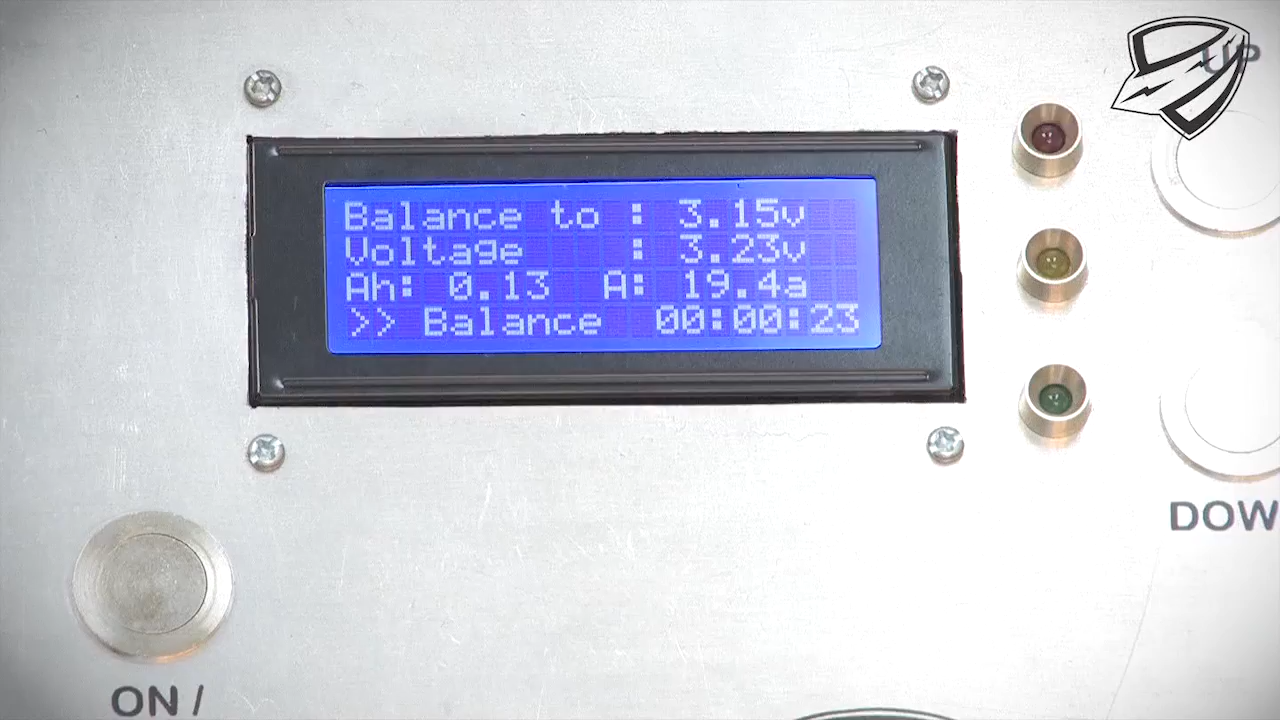 UP
Balance to : 3.15v
Voltage : 3.23v
Ah: 0.13 A: 19.4a
>> Balance 00:00:23
DOW
ON /